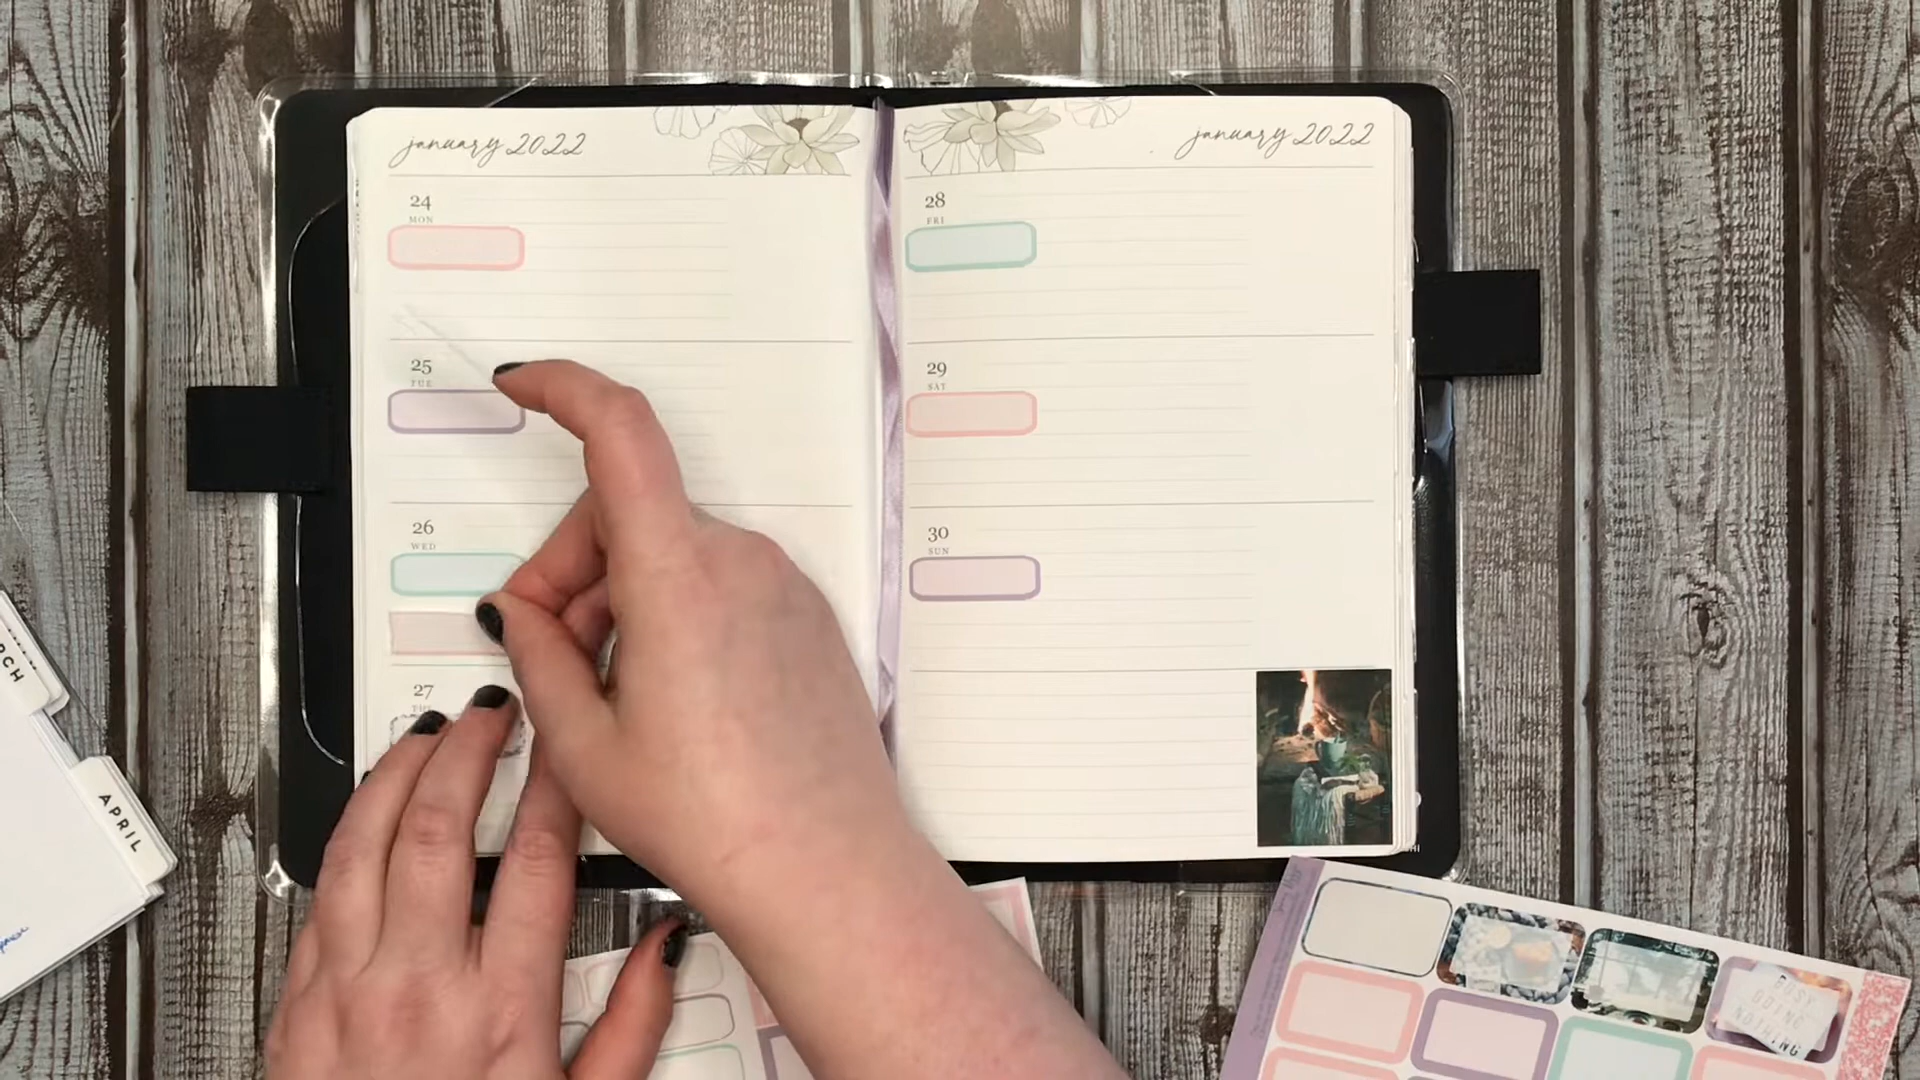 january 2022
24
MON
25
TUE
26
WED
27
january 2022
28
FRI
29
SAT
30
SUN
RCH
APRIL
BUSY
DOING
NOTHING